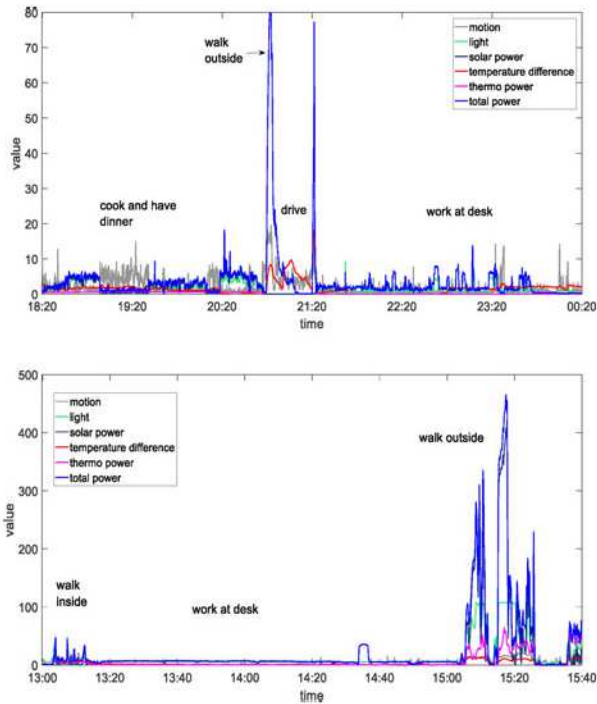 80
70
60
50
40
30
20
10
0
value
walk
outside
motion
light
solar power
temperature difference
thermo power
total power
cook and have
dinner
drive
work at desk
18:20 19:20 20:20 21:20 22:20 23:20 00:20
time
500
400
300
200
100
0
value
motion
light
solar power
temperature difference
thermo power
total power
walk outside
walk
inside
work at desk
13:00 13:20 13:40 14:00 14:20 14:40 15:00 15:20 15:40
time